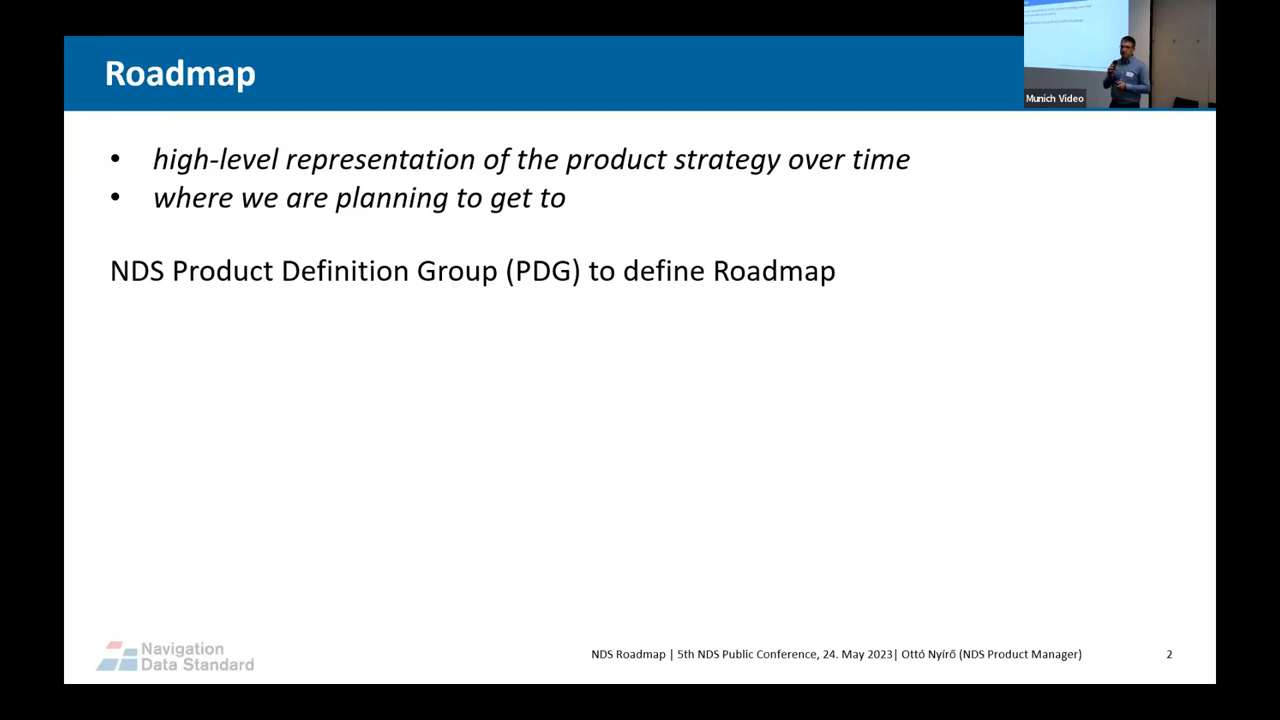 Roadmap
Munich Video
• high-level representation of the product strategy over time
• where we are planning to get to
NDS Product Definition Group (PDG) to define Roadmap
Navigation
Data Standard
NDS Roadmap | 5th NDS Public Conference, 24. May 2023| Ottó Nyírő (NDS Product Manager)
2